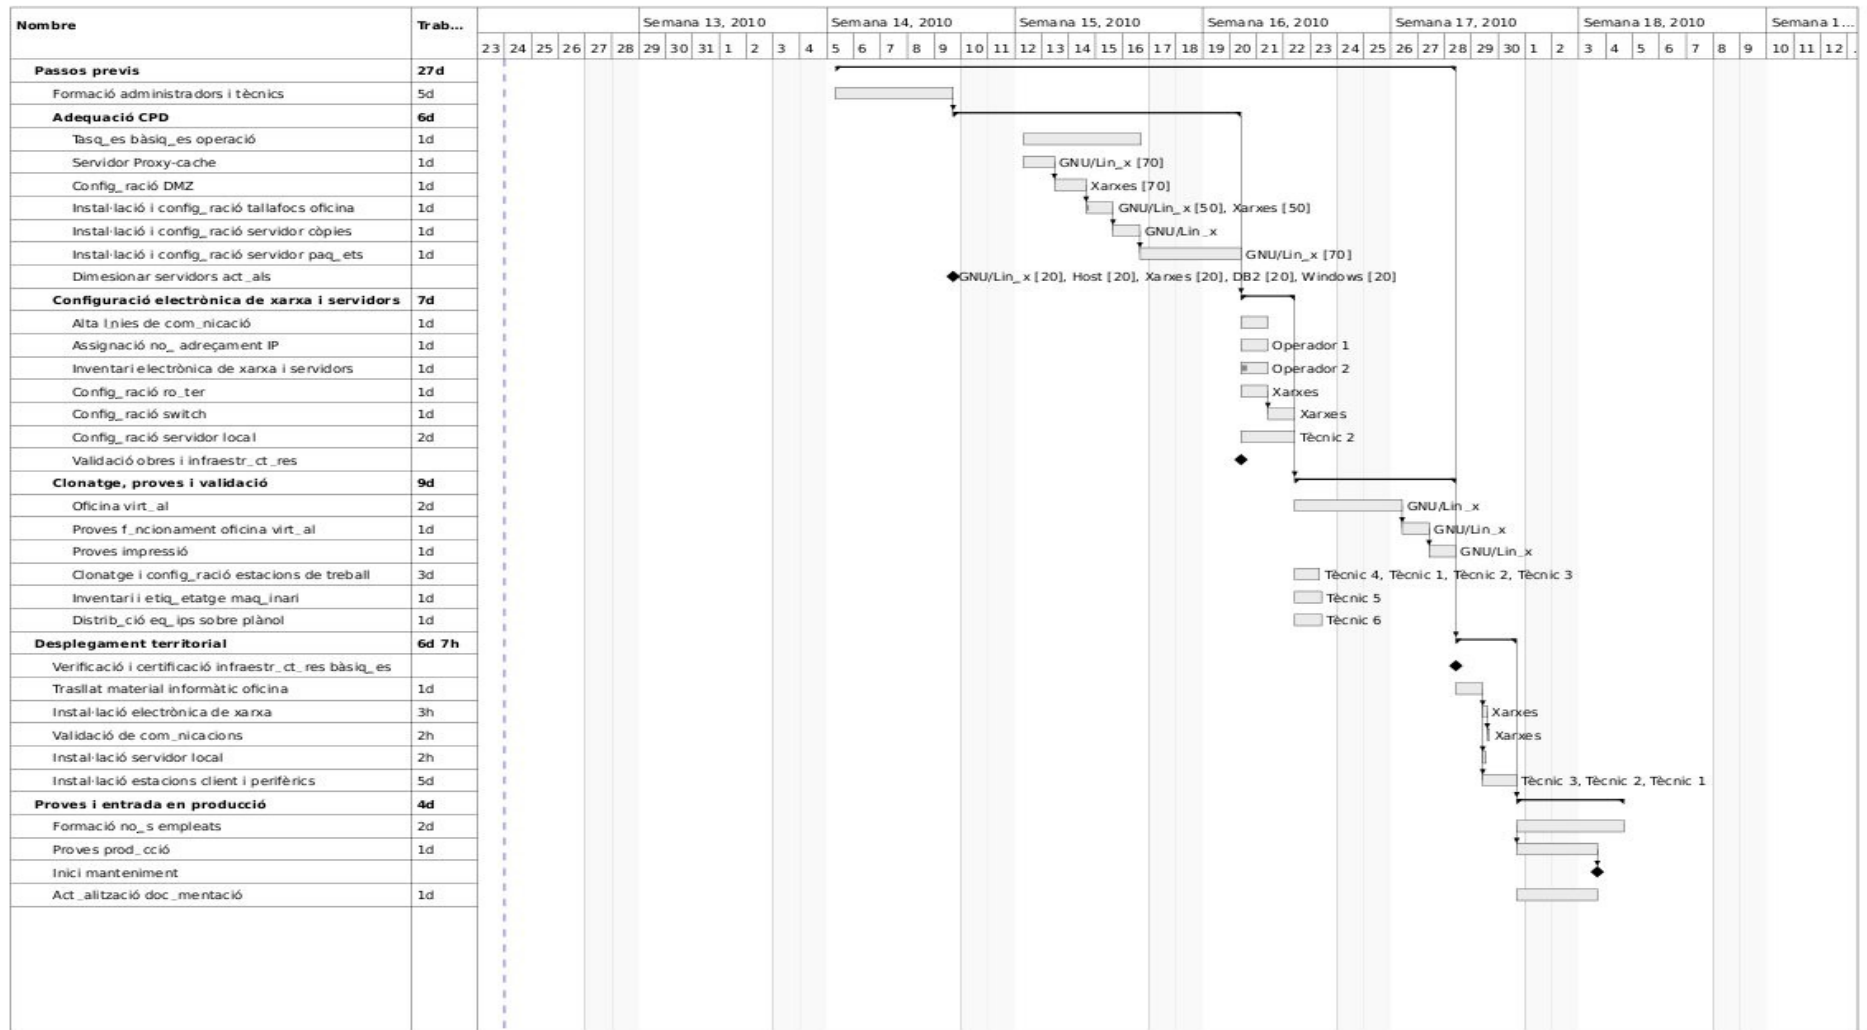 Nombre Trab... Semana 13, 2010 Semana 14, 2010 Semana 15, 2010 Semana 16, 2010 Semana 17, 2010 Semana 18, 2010 Semana 1...
23 24 25 26 27 28 29 30 31 1 2 3 4 5 6 7 8 9 10 11 12 13 14 15 16 17 18 19 20 21 22 23 24 25 26 27 28 29 30 1 2 3 4 5 6 7 8 9 10 11 12 .
Passos previs 27d
Formació administradors i tècnics 5d
Adequació CPD 6d
Tasq_es bàsiq_es operació 1d
Servidor Proxy-cache 1d GNU/Lin_x [70]
Config_ració DMZ 1d Xarxes [70]
Instal·lació i config_ració tallafocs oficina 1d GNU/Lin_x [50], Xarxes [50]
Instal·lació i config_ració servidor còpies 1d GNU/Lin_x
Instal·lació i config_ració servidor paq_ets 1d GNU/Lin_x [70]
Dimesionar servidors act_als GNU/Lin_x [20], Host [20], Xarxes [20], DB2 [20], Windows [20]
Configuració electrònica de xarxa i servidors 7d
Alta l_nies de com_nicació 1d
Assignació no_ adreçament IP 1d Operador 1
Inventari electrònica de xarxa i servidors 1d Operador 2
Config_ració ro_ter 1d Xarxes
Config_ració switch 1d Xarxes
Config_ració servidor local 2d Tècnic 2
Validació obres i infraestr_ct_res
Clonatge, proves i validació 9d
Oficina virt_al 2d GNU/Lin_x
Proves f_ncionament oficina virt_al 1d GNU/Lin_x
Proves impressió 1d GNU/Lin_x
Clonatge i config_ració estacions de treball 3d Tècnic 4, Tècnic 1, Tècnic 2, Tècnic 3
Inventari i etiq_etatge maq_inari 1d Tècnic 5
Distrib_ció eq_ips sobre plànol 1d Tècnic 6
Desplegament territorial 6d 7h
Verificació i certificació infraestr_ct_res bàsiq_es
Trasllat material informàtic oficina 1d
Instal·lació electrònica de xarxa 3h Xarxes
Validació de com_nicacions 2h Xarxes
Instal·lació servidor local 2h
Instal·lació estacions client i perifèrics 5d Tècnic 3, Tècnic 2, Tècnic 1
Proves i entrada en producció 4d
Formació no_s empleats 2d
Proves prod_cció 1d
Inici manteniment
Act_alització doc_mentació 1d